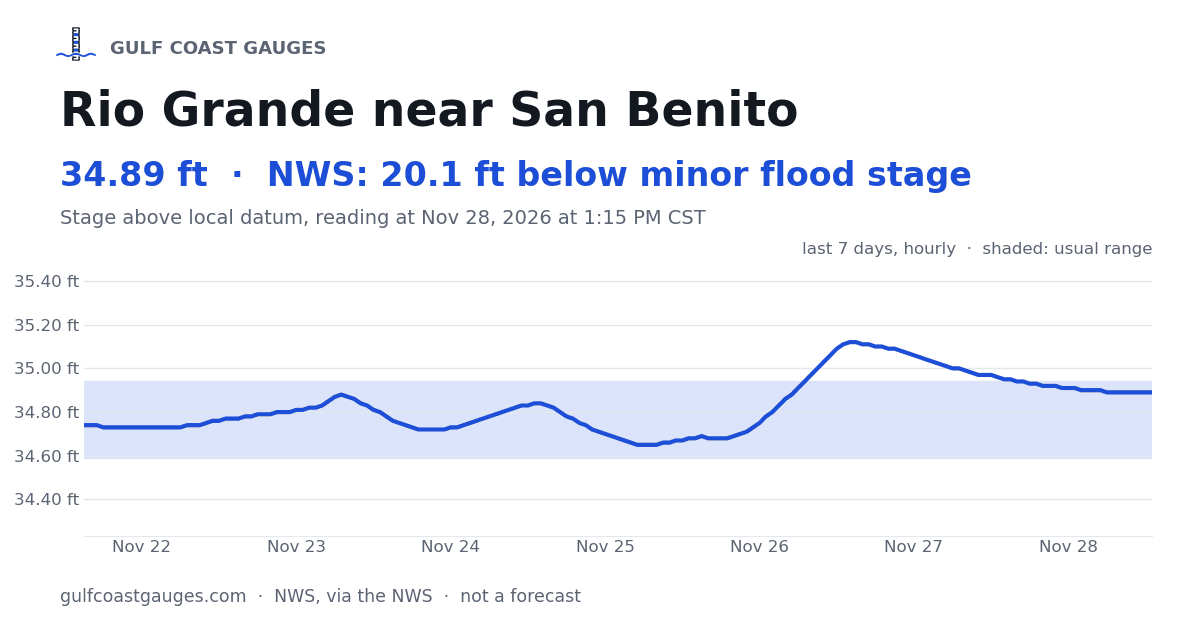 GULF COAST GAUGES
Rio Grande near San Benito
34.89 ft · NWS: 20.1 ft below minor flood stage
Stage above local datum, reading at Nov 28, 2026 at 1:15 PM CST
last 7 days, hourly · shaded: usual range
35.40 ft
35.20 ft
35.00 ft
34.80 ft
34.60 ft
34.40 ft
Nov 22 Nov 23 Nov 24 Nov 25 Nov 26 Nov 27 Nov 28
gulfcoastgauges.com · NWS, via the NWS · not a forecast